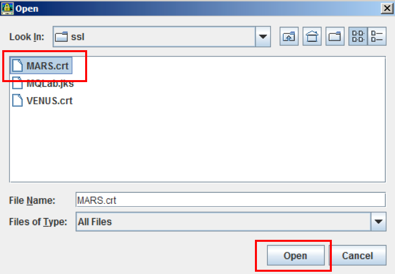 Open
Look In: ssl
MARS.crt
MQLab.jks
VENUS.crt
File Name: MARS.crt
Files of Type: All Files
Open Cancel